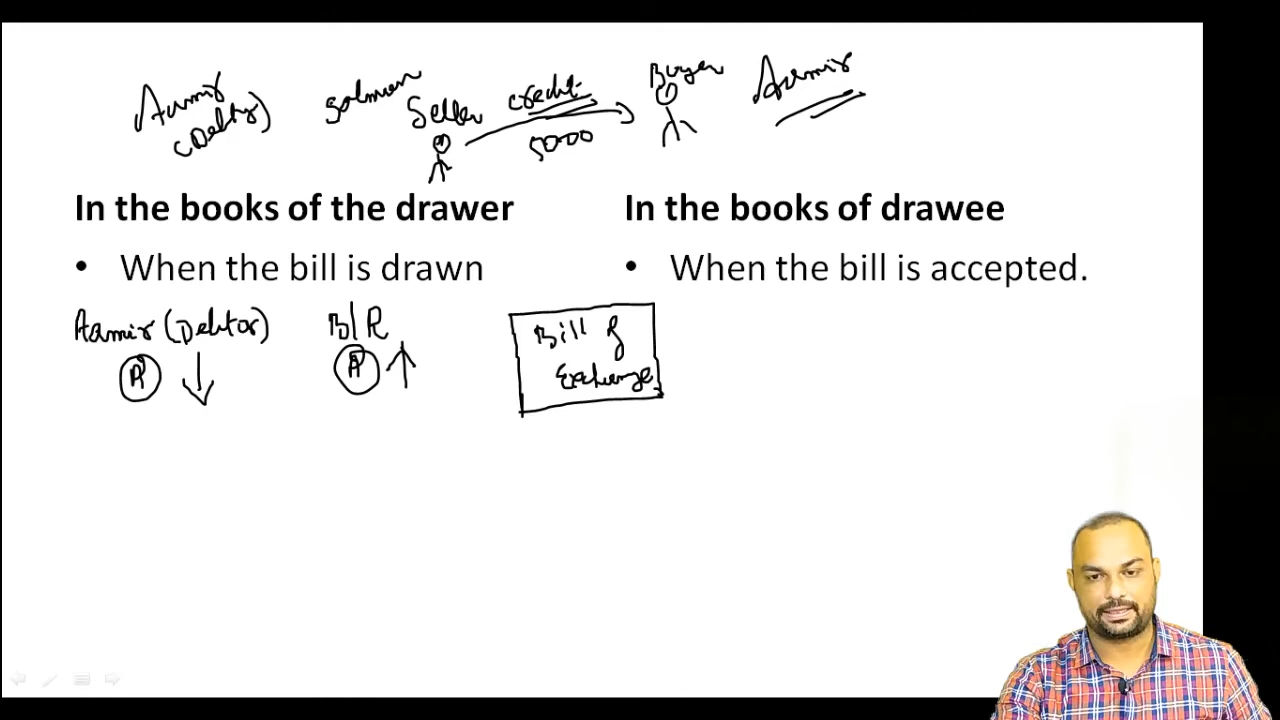 Aamir
(Debtor)
Salman
Seller
credit
5000
Buyer
Aamir
In the books of the drawer
• When the bill is drawn
Aamir (Debtor) B/R
A A
Bill of
Exchange
In the books of drawee
• When the bill is accepted.